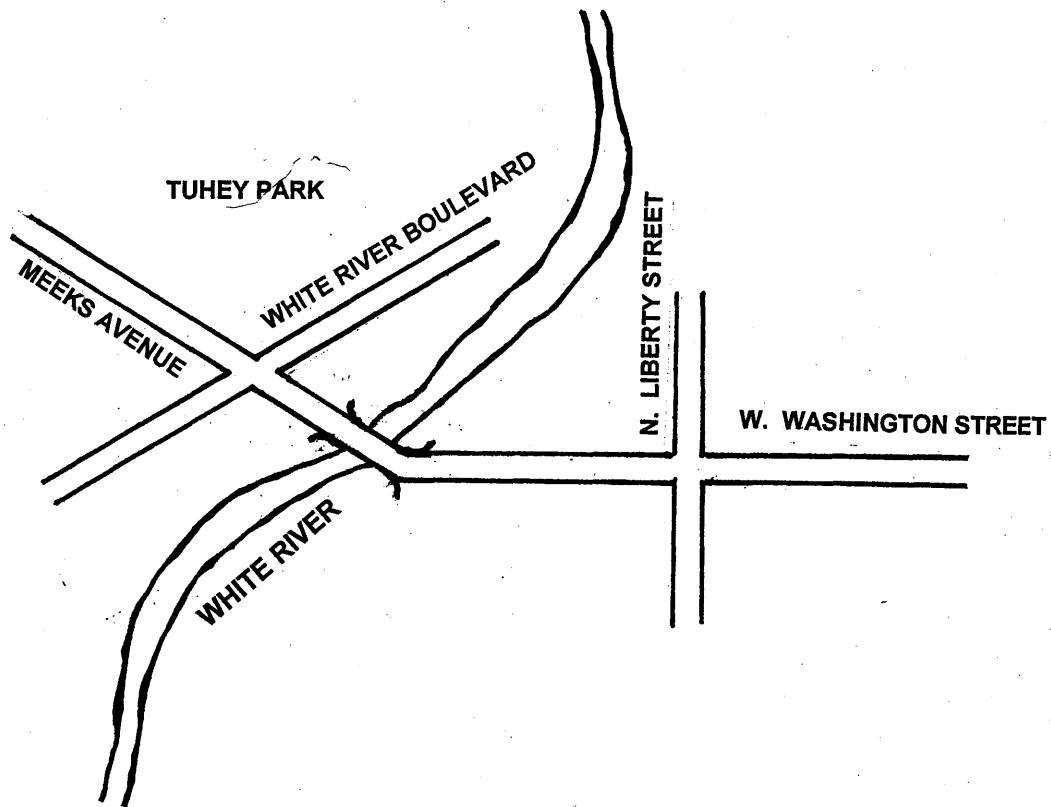 TUHEY PARK
WHITE RIVER BOULEVARD
MEEKS AVENUE
N. LIBERTY STREET
W. WASHINGTON STREET
WHITE RIVER